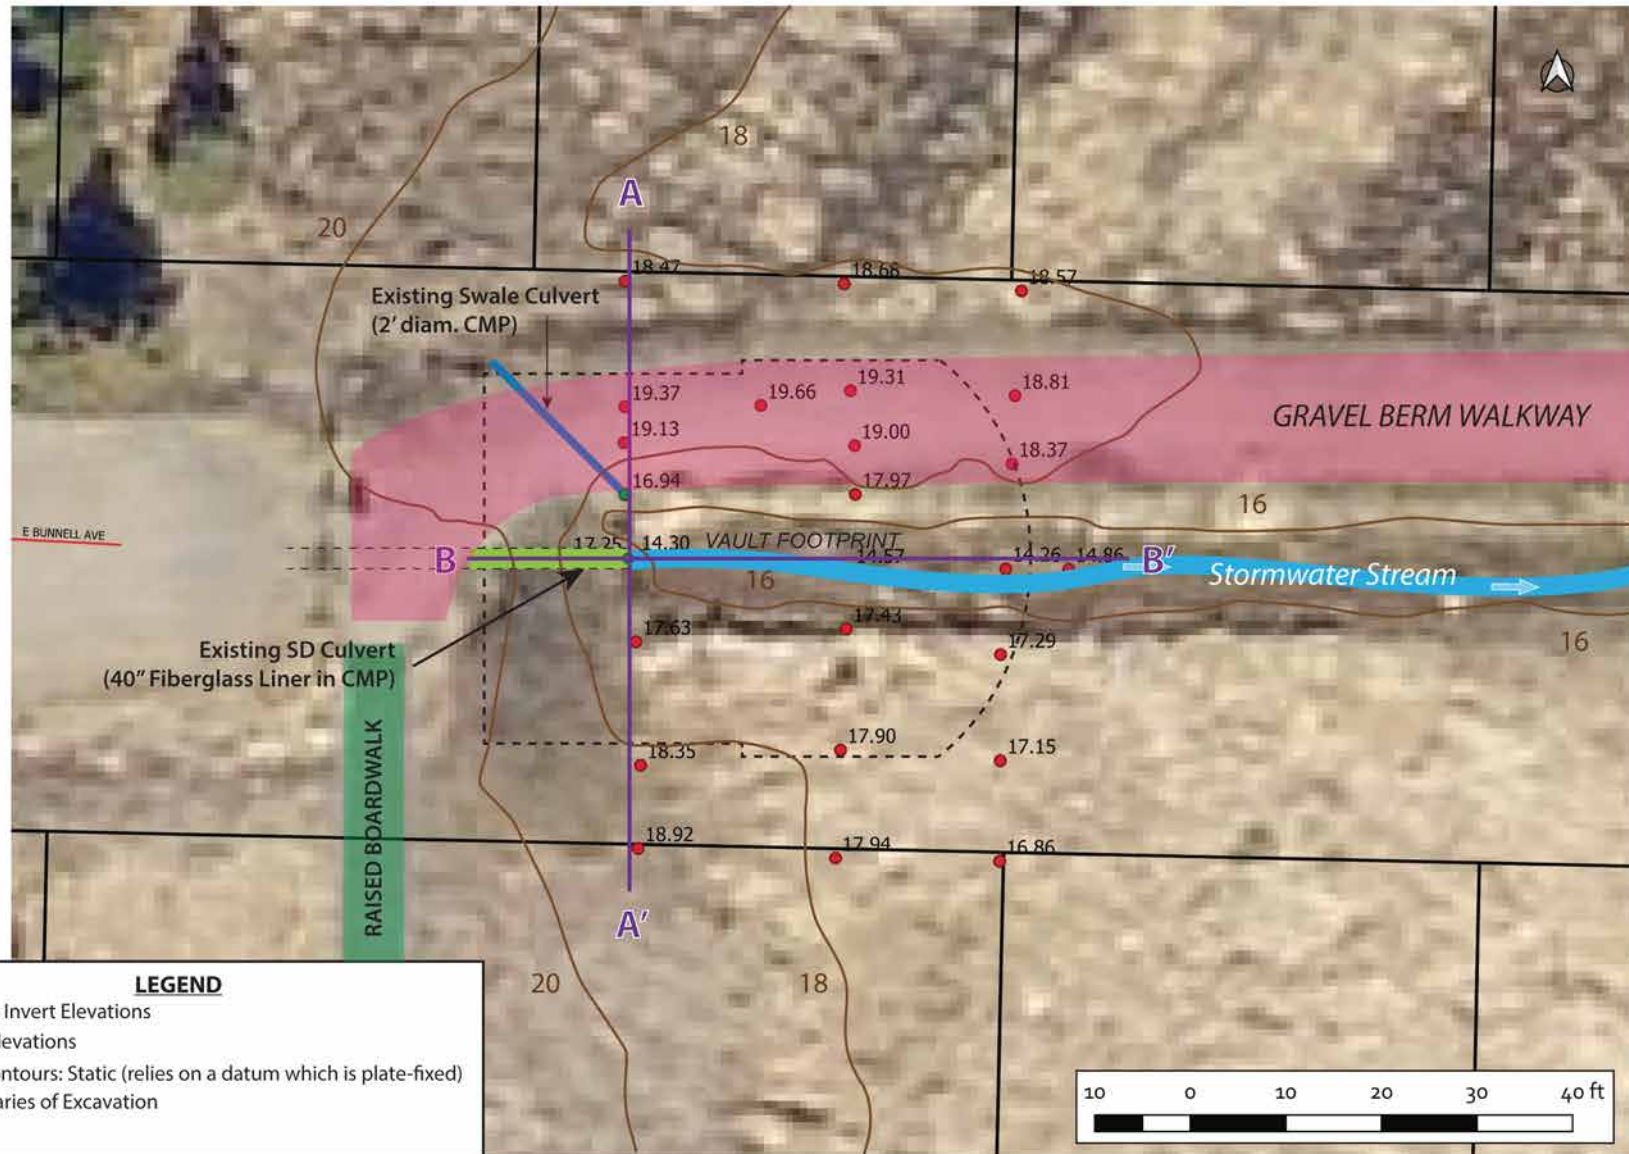 18
A
20
18.47
18.66
18.57
Existing Swale Culvert
(2' diam. CMP)
19.37
19.66
19.31
18.81
GRAVEL BERM WALKWAY
19.13
19.00
18.37
16.94
17.97
16
E BUNNELL AVE
B
17.25
14.30
VAULT FOOTPRINT
14.57
14.26
14.86
B'
16
Stormwater Stream
17.63
17.43
17.29
16
Existing SD Culvert
(40" Fiberglass Liner in CMP)
RAISED BOARDWALK
18.35
17.90
17.15
18.92
17.94
16.86
A'
20
18
LEGEND
Invert Elevations
levations
ntours: Static (relies on a datum which is plate-fixed)
aries of Excavation
10 0 10 20 30 40 ft